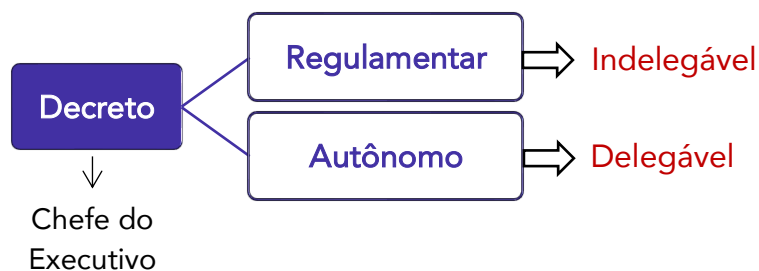 Regulamentar
Indelegável
Decreto
Autônomo
Delegável
Chefe do
Executivo